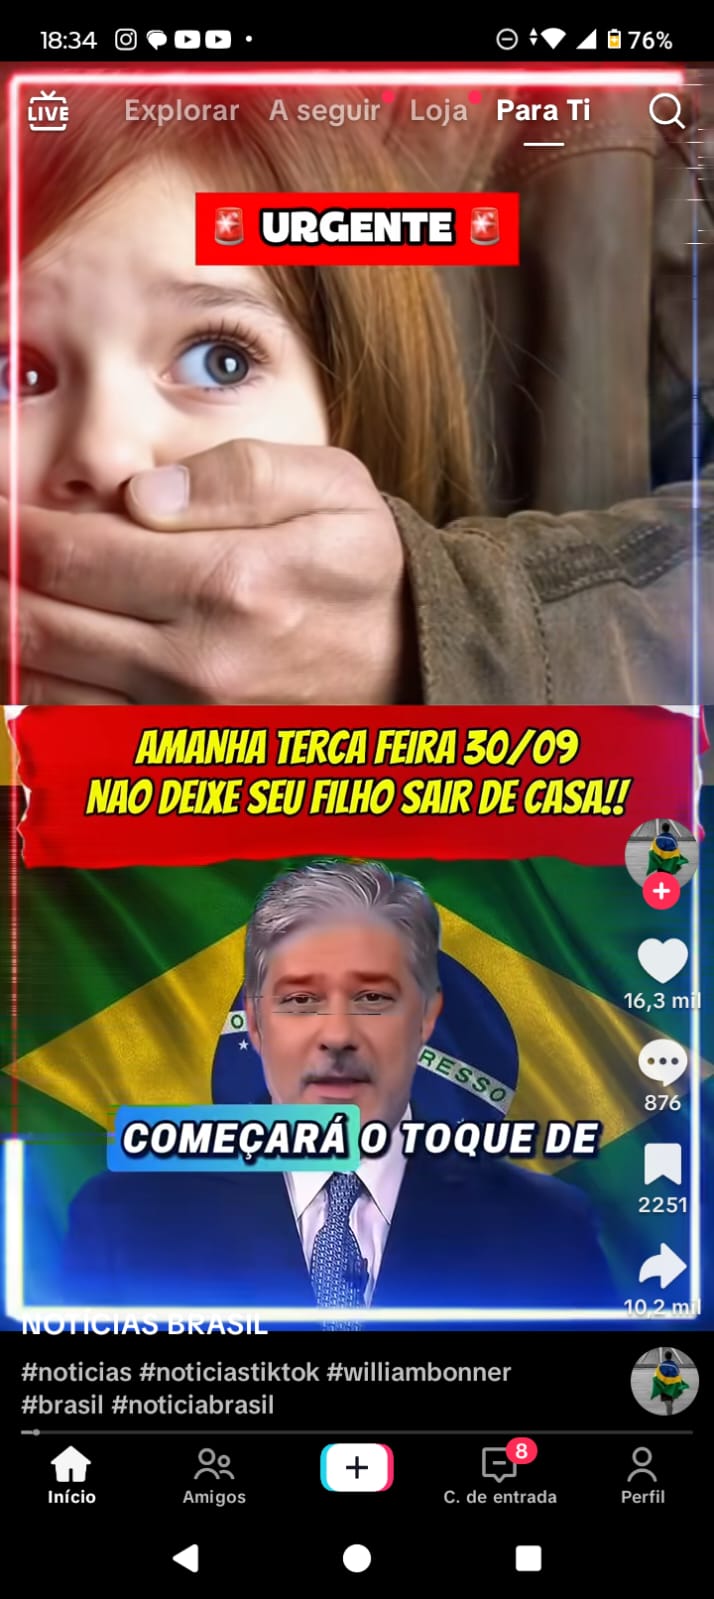 18:34
76%
LIVE
Explorar A seguir Loja Para Ti
URGENTE
AMANHA TERCA FEIRA 30/09
NAO DEIXE SEU FILHO SAIR DE CASA!!
O
RESSO
16,3 mil
876
COMEÇARÁ O TOQUE DE
2251
10,2 mil
NOTÍCIAS BRASIL
#noticias #noticiastiktok #williambonner
#brasil #noticiabrasil
8
Início Amigos C. de entrada Perfil